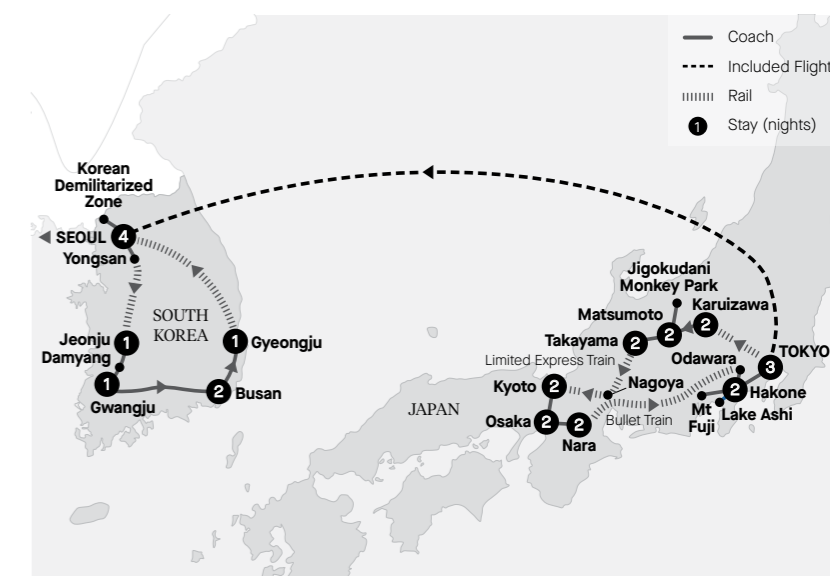 Coach
Included Flight
Rail
1 Stay (nights)
Korean
Demilitarized
Zone
SEOUL 4
Yongsan
SOUTH
KOREA
Jeonju 1
Damyang
1
Gwangju
1 Gyeongju
2 Busan
JAPAN
Jigokudani
Monkey Park
Matsumoto 2
Karuizawa
2
Takayama 2
TOKYO
3
Limited Express Train
Odawara
Kyoto 2
Nagoya
2 Hakone
Mt
Fuji
Lake Ashi
Osaka 2
2
Nara
Bullet Train